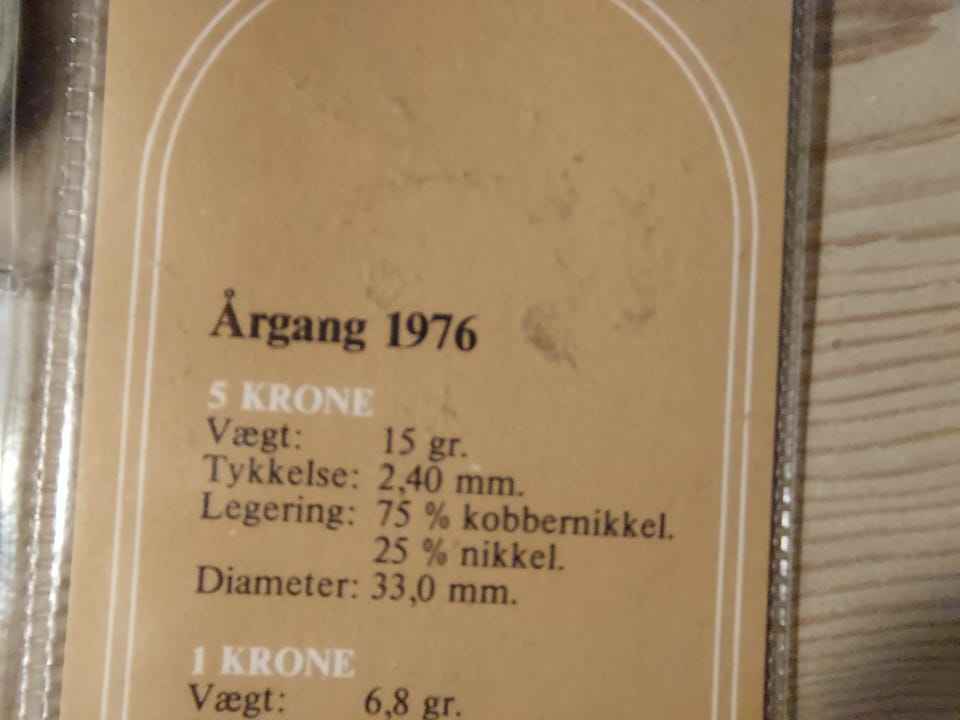 Årgang 1976
5 KRONE
Vægt: 15 gr.
Tykkelse: 2,40 mm.
Legering: 75 % kobbernikkel.
25 % nikkel.
Diameter: 33,0 mm.
1 KRONE
Vægt: 6,8 gr.